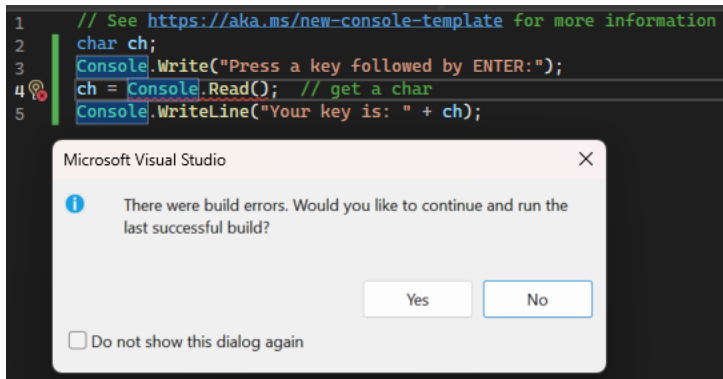 1 // See https://aka.ms/new-console-template for more information
2 char ch;
3 Console.Write("Press a key followed by ENTER:");
4 ch = Console.Read();  // get a char
5 Console.WriteLine("Your key is: " + ch);
Microsoft Visual Studio
There were build errors. Would you like to continue and run the
last successful build?
Yes No
Do not show this dialog again